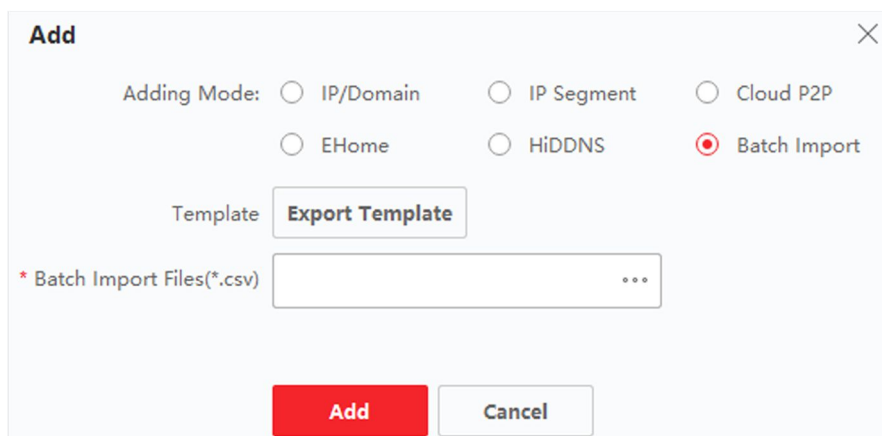 Add
Adding Mode: IP/Domain IP Segment Cloud P2P
EHome HiDDNS Batch Import
Template Export Template
* Batch Import Files(*.csv)
Add Cancel